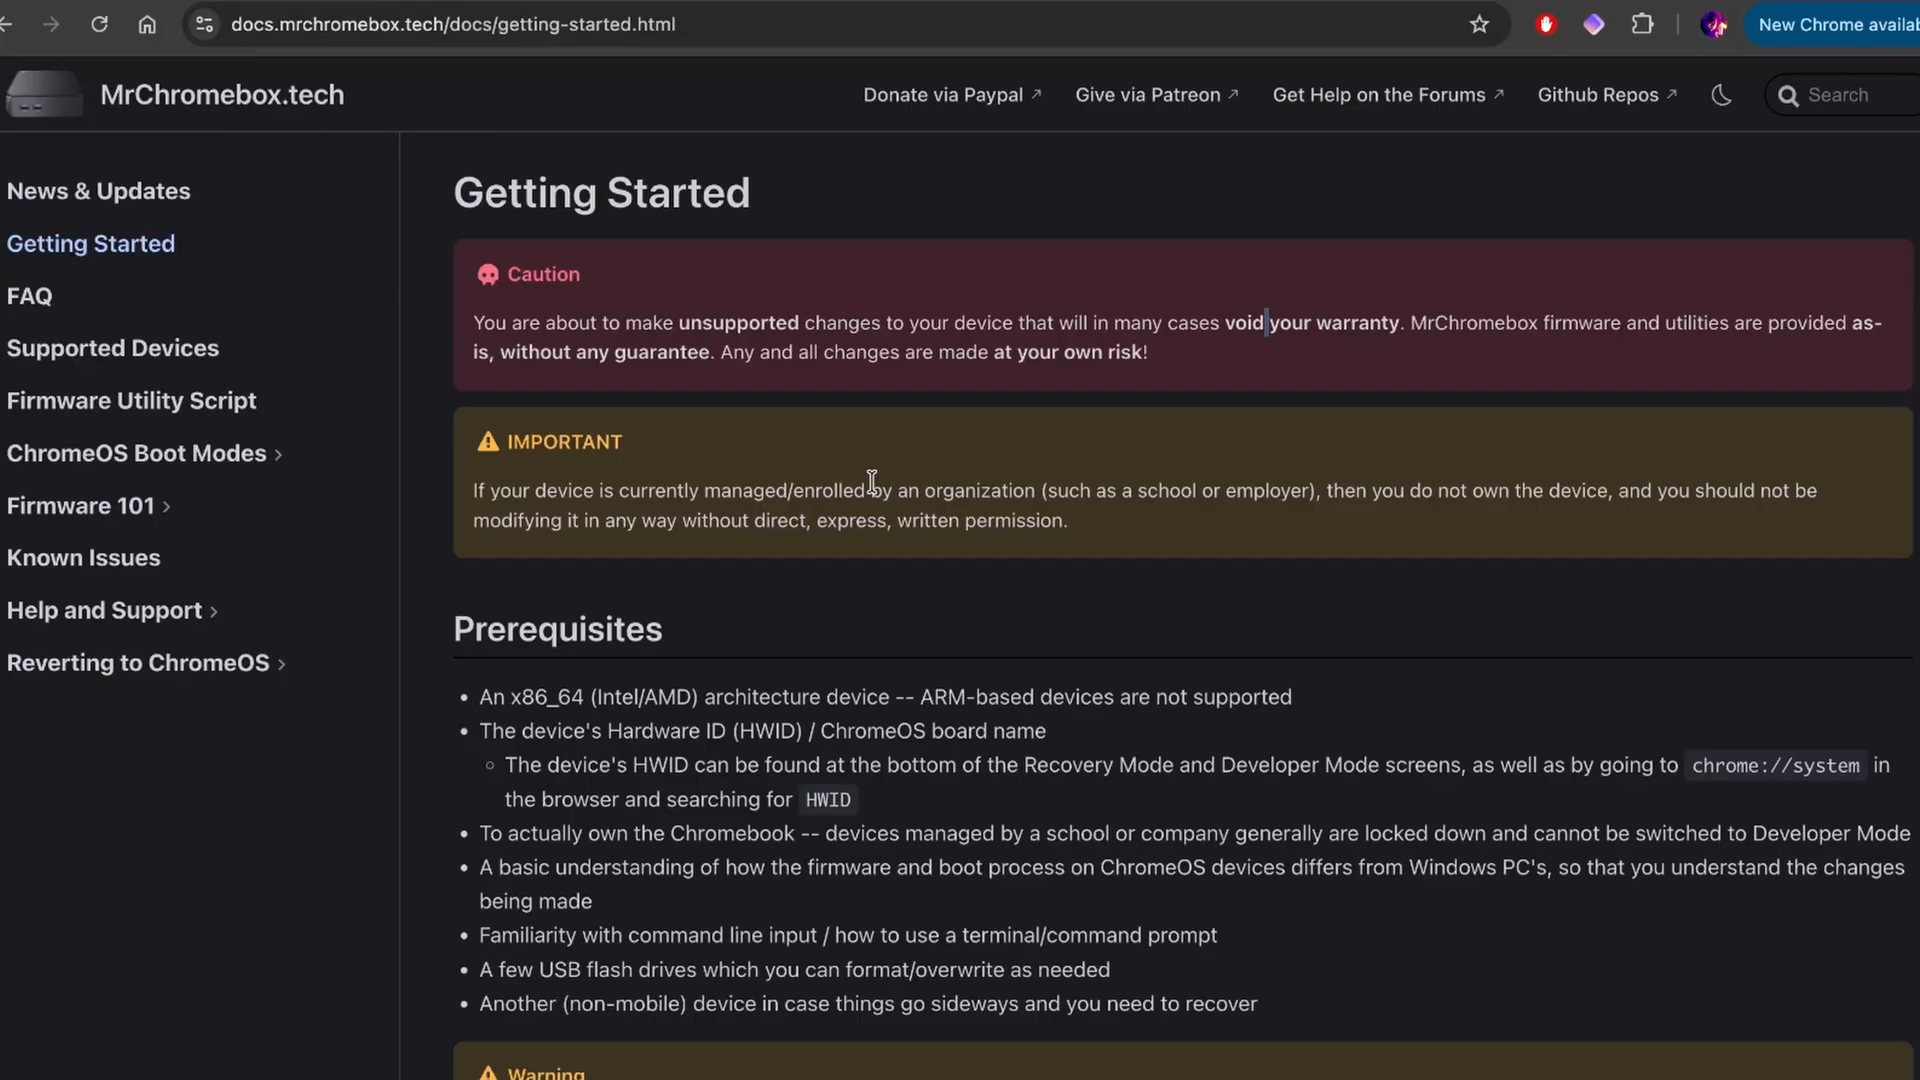 docs.mrchromebox.tech/docs/getting-started.html
New Chrome availab
MrChromebox.tech
Donate via Paypal ↗
Give via Patreon ↗
Get Help on the Forums ↗
Github Repos ↗
Search
News & Updates
Getting Started
FAQ
Supported Devices
Firmware Utility Script
ChromeOS Boot Modes >
Firmware 101 >
Known Issues
Help and Support >
Reverting to ChromeOS >
Getting Started
Caution
You are about to make unsupported changes to your device that will in many cases void your warranty. MrChromebox firmware and utilities are provided as-
is, without any guarantee. Any and all changes are made at your own risk!
IMPORTANT
If your device is currently managed/enrolled by an organization (such as a school or employer), then you do not own the device, and you should not be
modifying it in any way without direct, express, written permission.
Prerequisites
• An x86_64 (Intel/AMD) architecture device -- ARM-based devices are not supported
• The device's Hardware ID (HWID) / ChromeOS board name
◦ The device's HWID can be found at the bottom of the Recovery Mode and Developer Mode screens, as well as by going to chrome://system in
the browser and searching for HWID
• To actually own the Chromebook -- devices managed by a school or company generally are locked down and cannot be switched to Developer Mode
• A basic understanding of how the firmware and boot process on ChromeOS devices differs from Windows PC's, so that you understand the changes
being made
• Familiarity with command line input / how to use a terminal/command prompt
• A few USB flash drives which you can format/overwrite as needed
• Another (non-mobile) device in case things go sideways and you need to recover
Warning